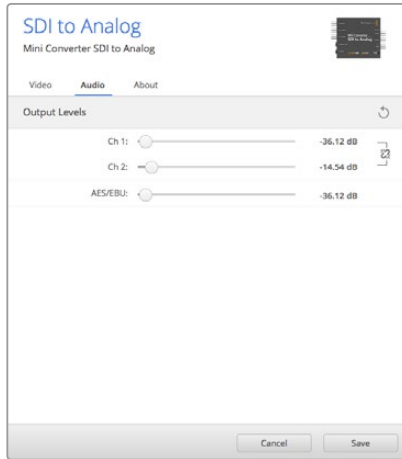 SDI to Analog
Mini Converter SDI to Analog
Video Audio About
Output Levels
Ch 1: -36.12 dB
Ch 2: -14.54 dB
AES/EBU: -36.12 dB
Cancel Save